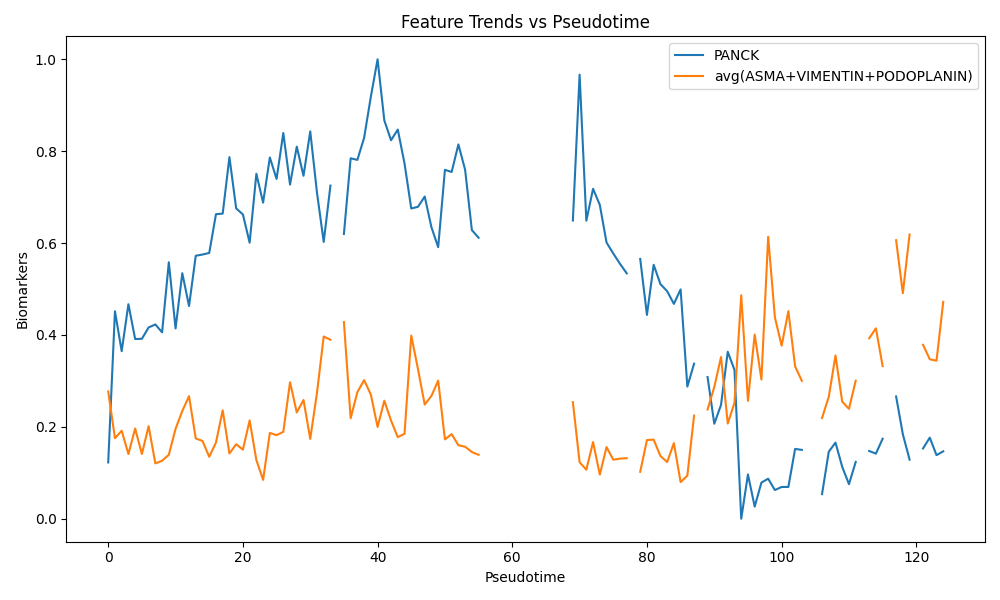 Feature Trends vs Pseudotime
PANCK
avg(ASMA+VIMENTIN+PODOPLANIN)
Biomarkers
1.0
0.8
0.6
0.4
0.2
0.0
0 20 40 60 80 100 120
Pseudotime